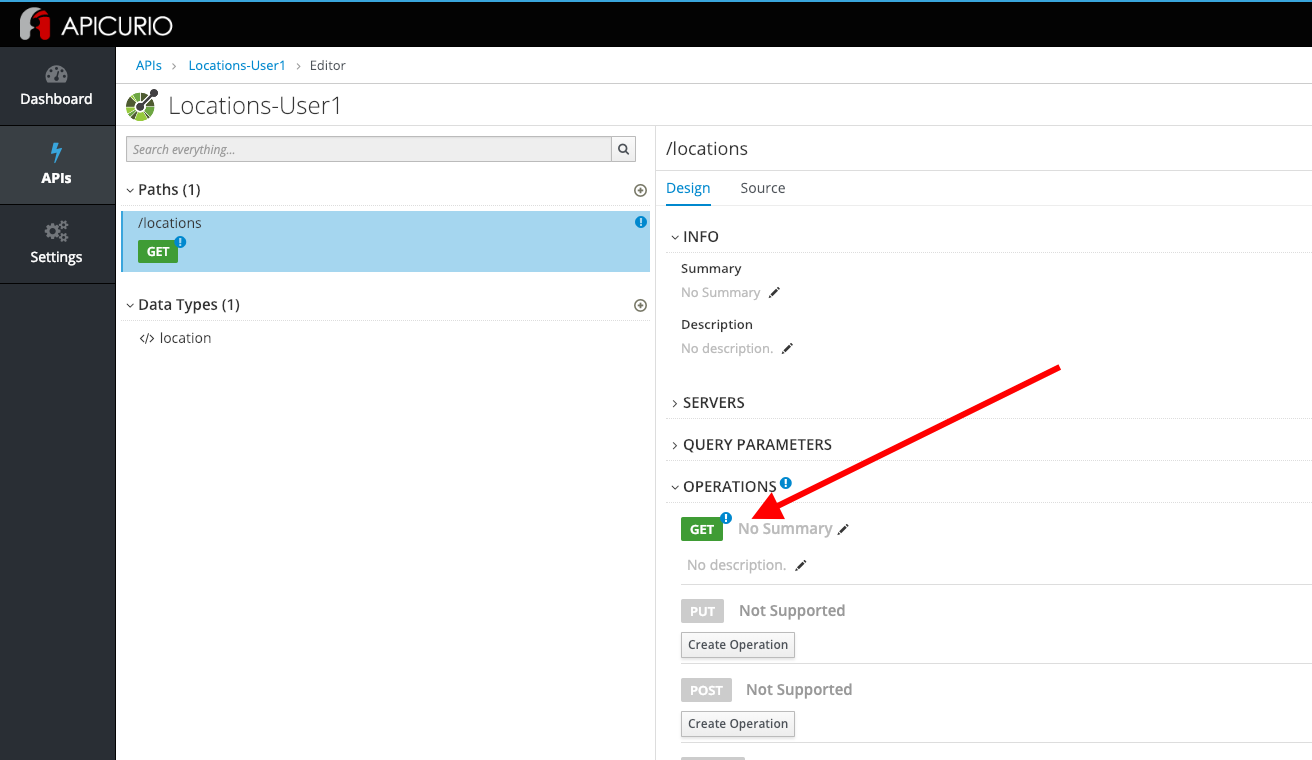 APICURIO
Dashboard
APIs
Settings
APIs > Locations-User1 > Editor
Locations-User1
Search everything...
Paths (1)
/locations
GET
Data Types (1)
</> location
/locations
Design Source
INFO
Summary
No Summary
Description
No description.
SERVERS
QUERY PARAMETERS
OPERATIONS
GET No Summary
No description.
PUT Not Supported
Create Operation
POST Not Supported
Create Operation